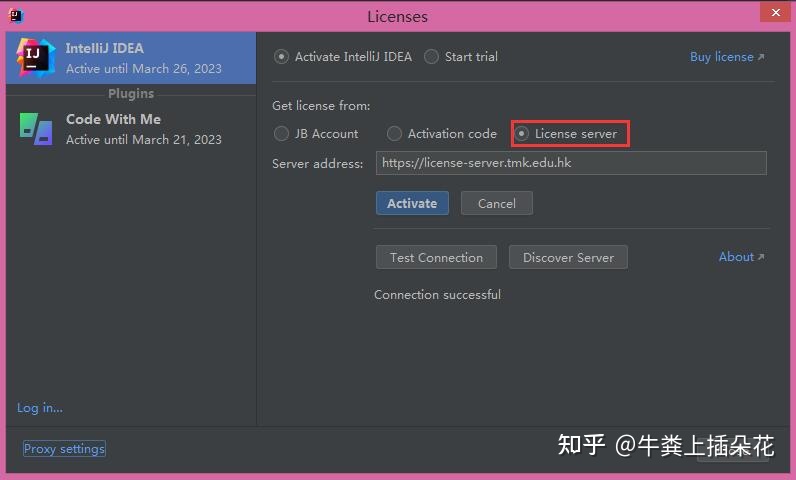 Licenses
IntelliJ IDEA
Active until March 26, 2023
Plugins
Code With Me
Active until March 21, 2023
Log in...
Proxy settings
Activate IntelliJ IDEA Start trial Buy license
Get license from:
JB Account Activation code License server
Server address: https://license-server.tmk.edu.hk
Activate Cancel
Test Connection Discover Server About
Connection successful
知乎 @牛粪上插朵花
IJ